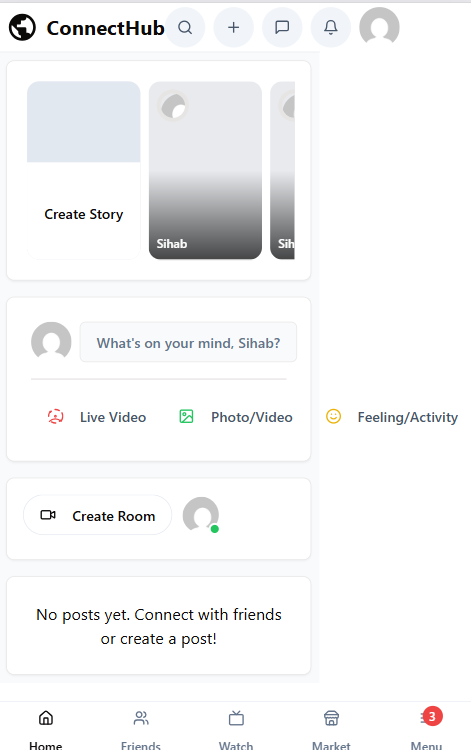 ConnectHub
Create Story
Sihab
Sih
What's on your mind, Sihab?
Live Video
Photo/Video
Feeling/Activity
Create Room
No posts yet. Connect with friends
or create a post!
3
Home
Friends
Watch
Market
Menu